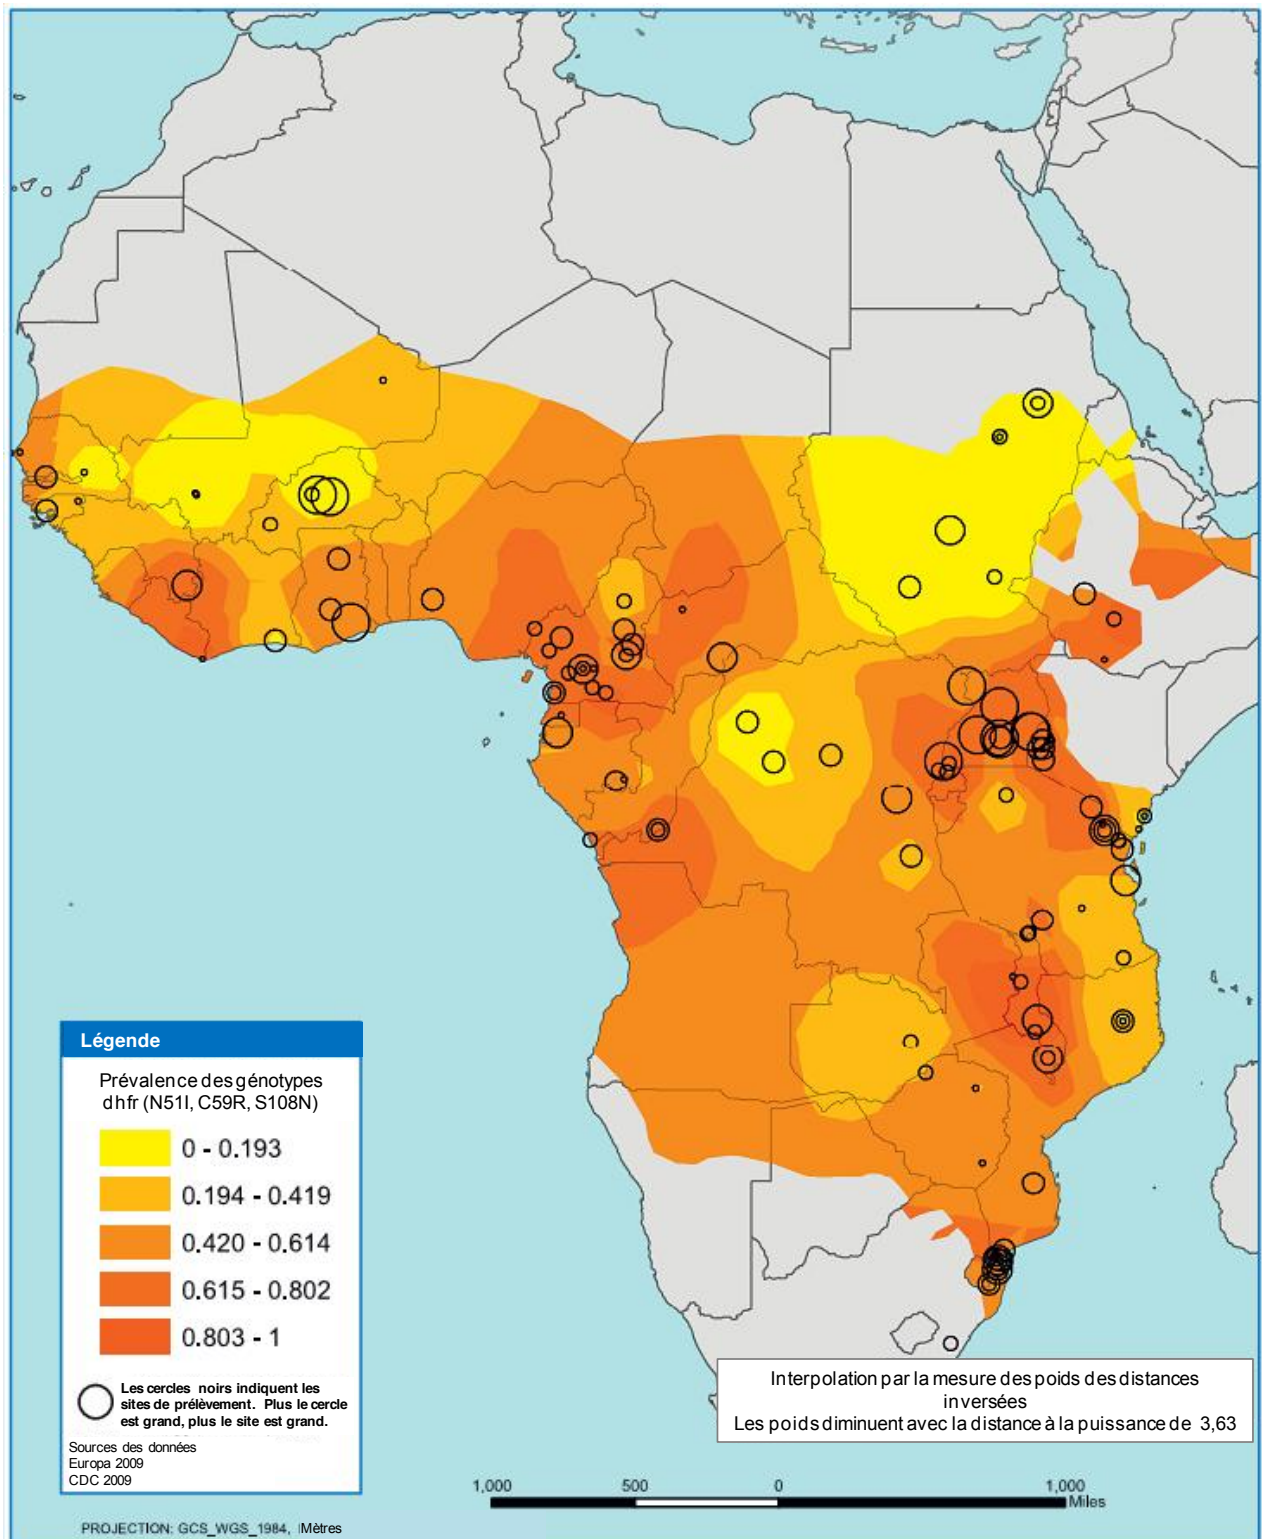 Légende
Prévalence des génotypes
dhfr (N51I, C59R, S108N)
0 - 0.193
0.194 - 0.419
0.420 - 0.614
0.615 - 0.802
0.803 - 1
Les cercles noirs indiquent les
sites de prélèvement. Plus le cercle
est grand, plus le site est grand.
Sources des données
Europa 2009
CDC 2009
Interpolation par la mesure des poids des distances
inversées
Les poids diminuent avec la distance à la puissance de 3,63
1,000 500 0 1,000
Miles
PROJECTION: GCS_WGS_1984, Mètres